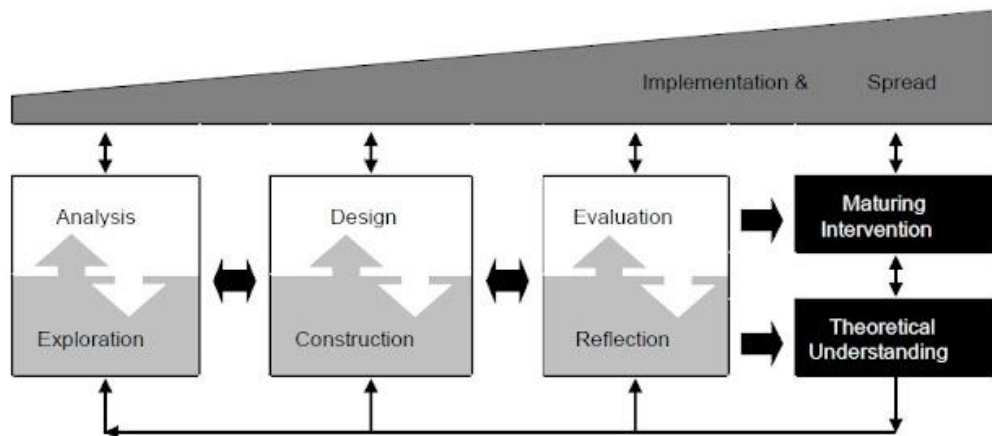 Implementation & Spread
Analysis
Design
Evaluation
Maturing
Intervention
Exploration
Construction
Reflection
Theoretical
Understanding